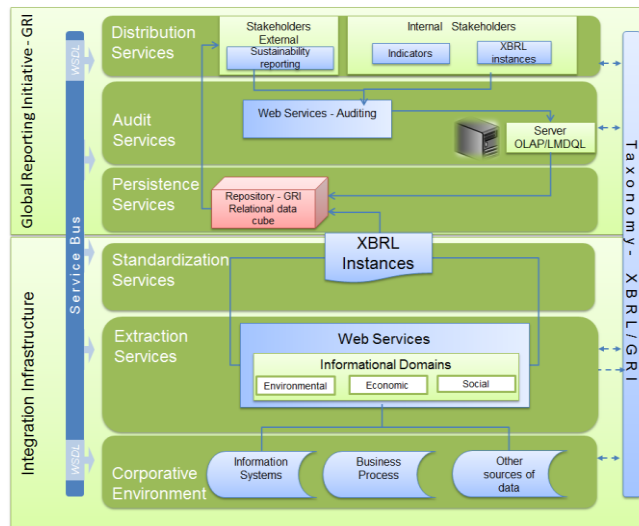 Global Reporting Initiative - GRI
WSDL
Service Bus
Distribution
Services
Stakeholders
External
Sustainability
reporting
Internal Stakeholders
Indicators
XBRL
instances
Audit
Services
Web Services - Auditing
Server
OLAP/LMDQL
Persistence
Services
Repository - GRI
Relational data
cube
Taxonomy- XBRL/GRI
Integration Infrastructure
WSDL
Standardization
Services
XBRL
Instances
Extraction
Services
Web Services
Informational Domains
Environmental
Economic
Social
Corporative
Environment
Information
Systems
Business
Process
Other
sources of
data